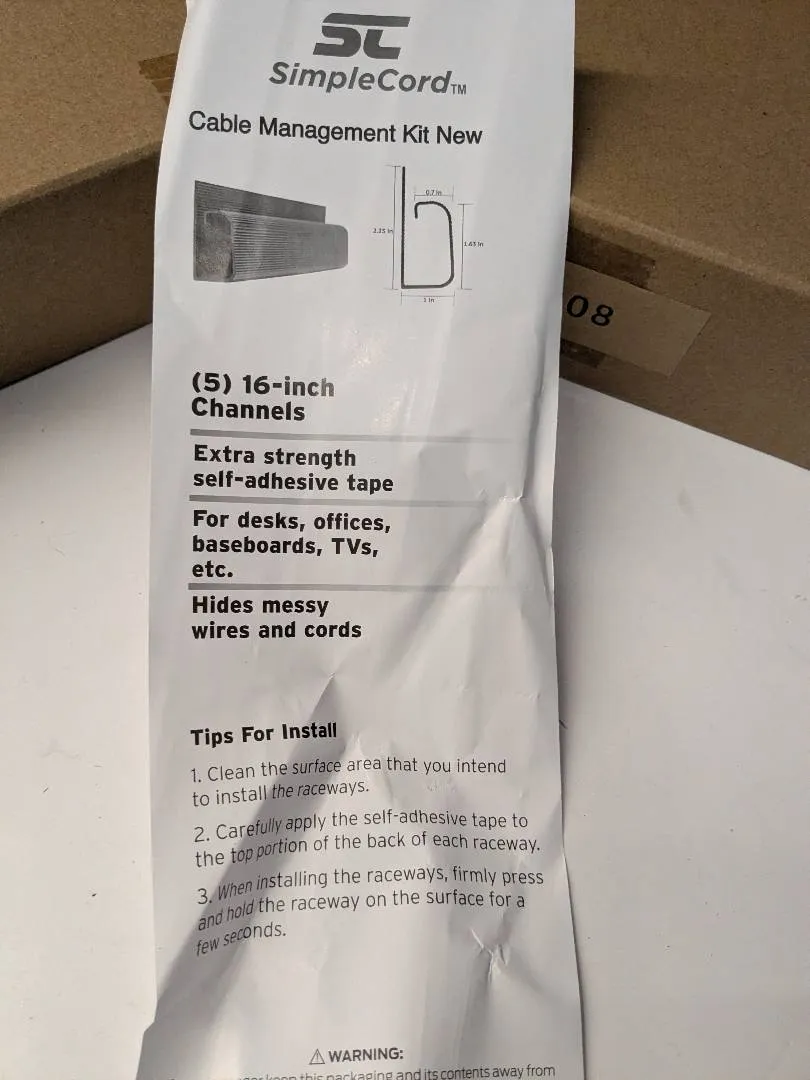 SC
SimpleCord™
Cable Management Kit New
0.7 in
2.25 in
1.63 in
1 in
08
(5) 16-inch
Channels
Extra strength
self-adhesive tape
For desks, offices,
baseboards, TVs,
etc.
Hides messy
wires and cords
Tips For Install
1. Clean the surface area that you intend
to install the raceways.
2. Carefully apply the self-adhesive tape to
the top portion of the back of each raceway.
3. When installing the raceways, firmly press
and hold the raceway on the surface for a
few seconds.
⚠ WARNING:
keep this packaging and its contents away from